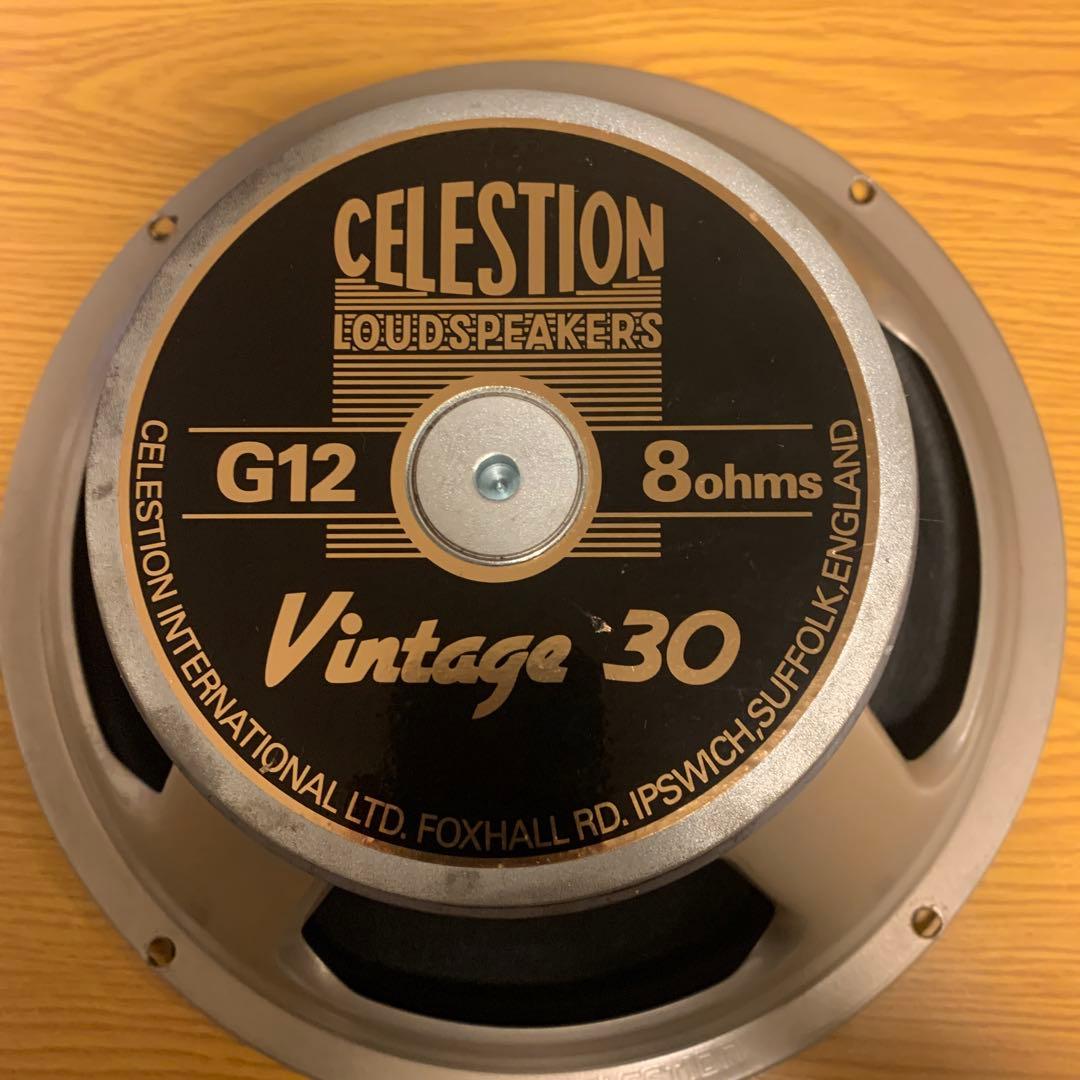 CELESTION
LOUDSPEAKERS
G12
8ohms
Vintage 30
CELESTION INTERNATIONAL LTD. FOXHALL RD. IPSWICH, SUFFOLK, ENGLAND